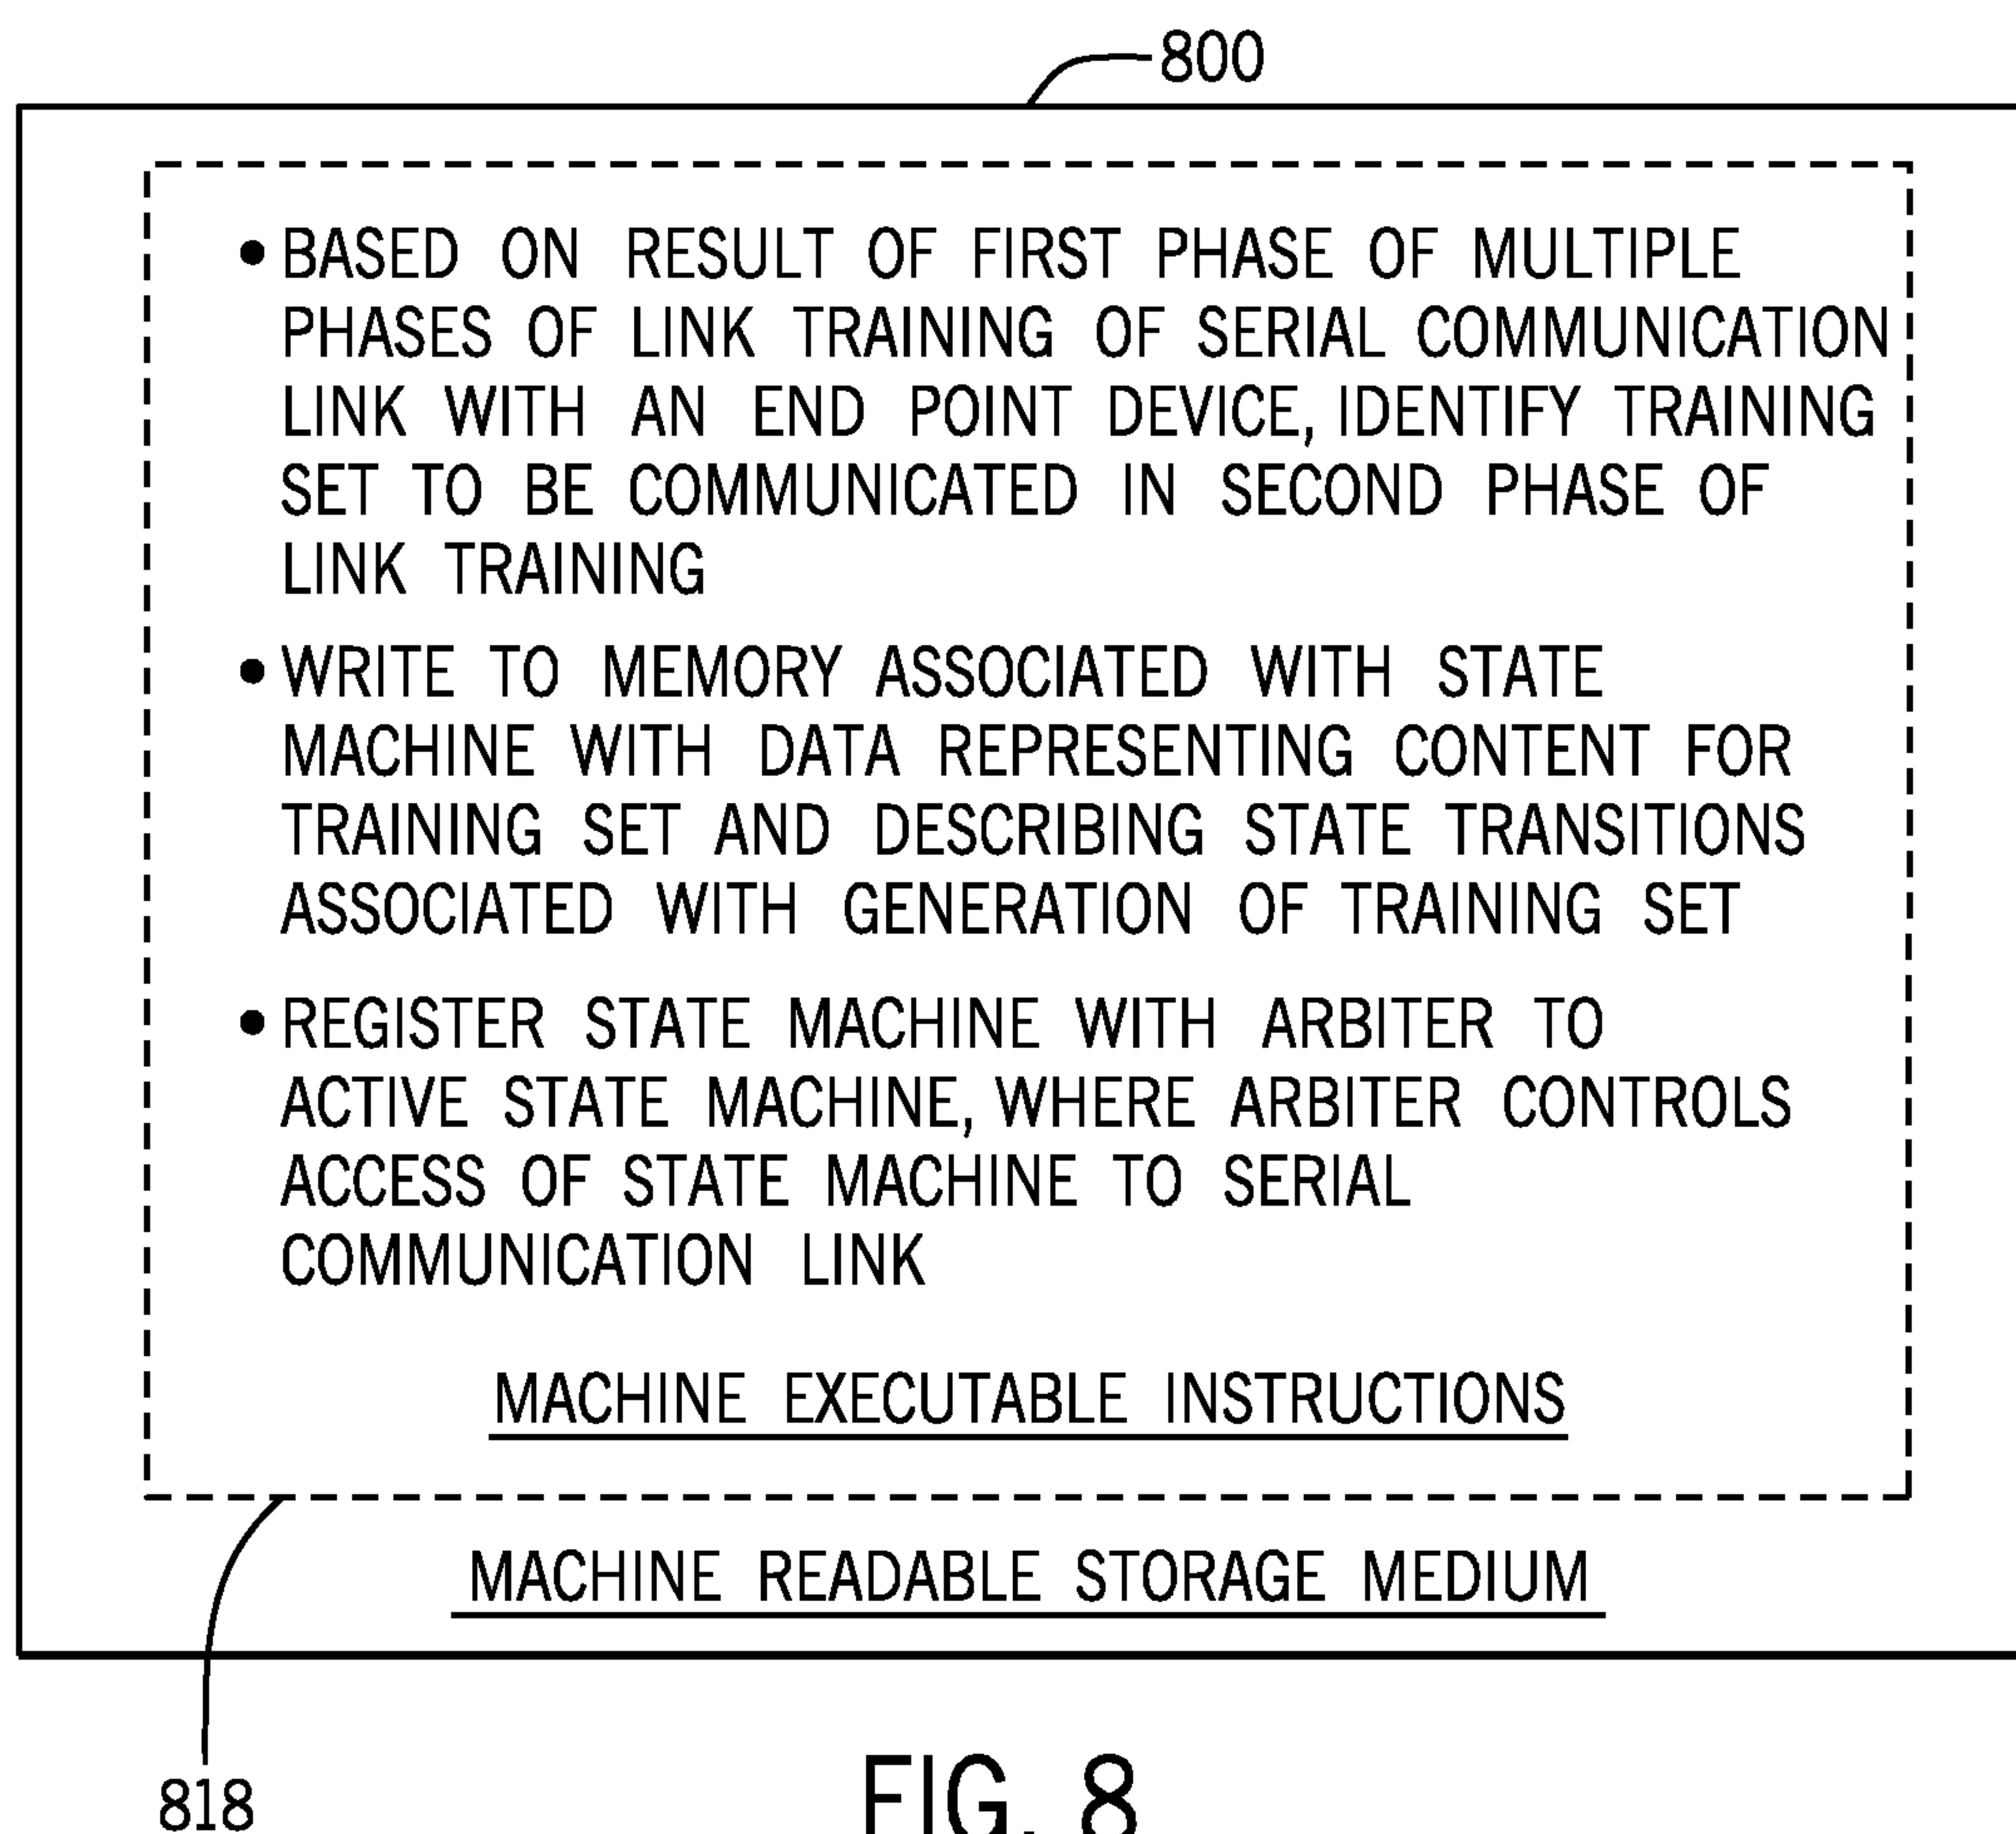 800
• BASED ON RESULT OF FIRST PHASE OF MULTIPLE
PHASES OF LINK TRAINING OF SERIAL COMMUNICATION
LINK WITH AN END POINT DEVICE, IDENTIFY TRAINING
SET TO BE COMMUNICATED IN SECOND PHASE OF
LINK TRAINING
• WRITE TO MEMORY ASSOCIATED WITH STATE
MACHINE WITH DATA REPRESENTING CONTENT FOR
TRAINING SET AND DESCRIBING STATE TRANSITIONS
ASSOCIATED WITH GENERATION OF TRAINING SET
• REGISTER STATE MACHINE WITH ARBITER TO
ACTIVE STATE MACHINE, WHERE ARBITER CONTROLS
ACCESS OF STATE MACHINE TO SERIAL
COMMUNICATION LINK
MACHINE EXECUTABLE INSTRUCTIONS
MACHINE READABLE STORAGE MEDIUM
818
FIG. 8